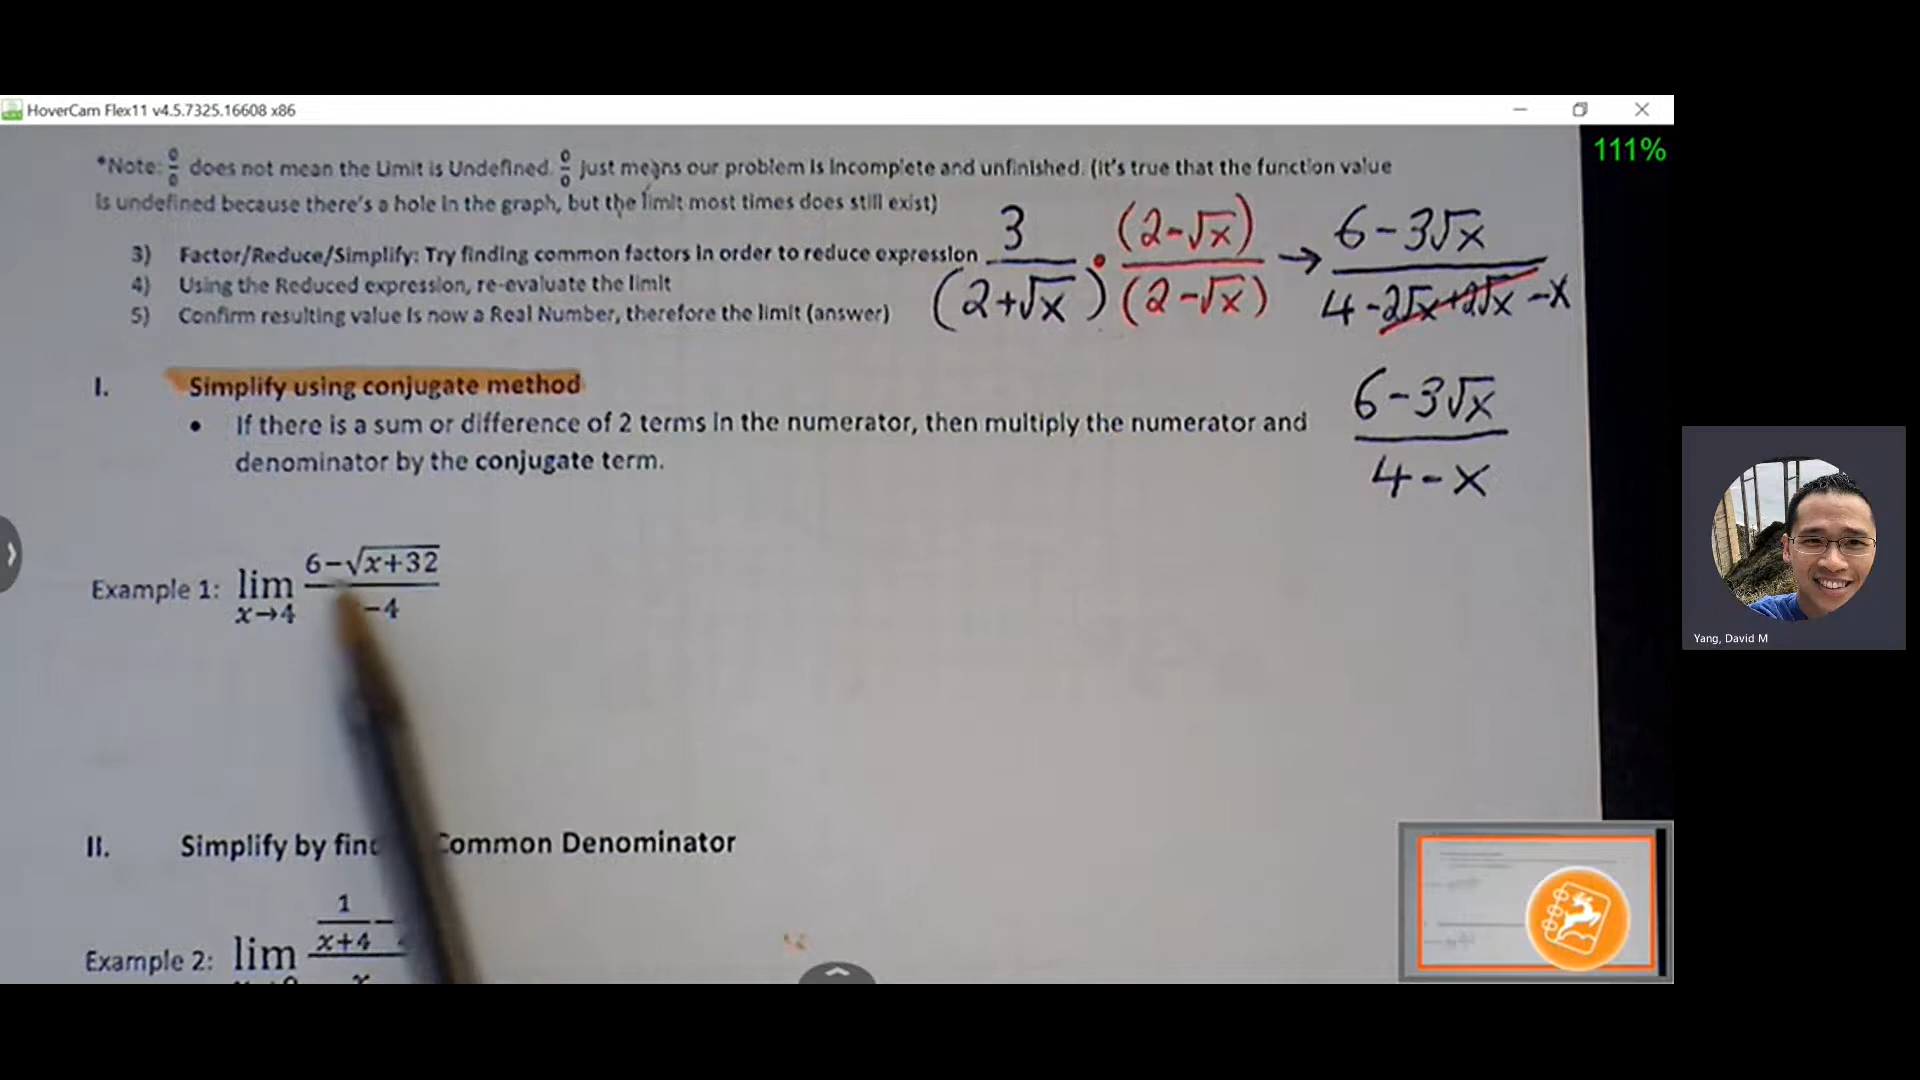 HoverCam Flex11 v4.5.7325.16608 x86
111%
*Note: 0/0 does not mean the Limit is Undefined. 0/0 just means our problem is incomplete and unfinished. (it's true that the function value
is undefined because there's a hole in the graph, but the limit most times does still exist)
3) Factor/Reduce/Simplify: Try finding common factors in order to reduce expression
4) Using the Reduced expression, re-evaluate the limit
5) Confirm resulting value is now a Real Number, therefore the limit (answer)
3/(2+√x) • (2-√x)/(2-√x) → 6-3√x/4-2√x+2√x-x
6-3√x/4-x
I. Simplify using conjugate method
• If there is a sum or difference of 2 terms in the numerator, then multiply the numerator and
denominator by the conjugate term.
Example 1: lim x→4 6-√x+32/-4
Yang, David M
II. Simplify by Common Denominator
Example 2: lim 1/x+4 -